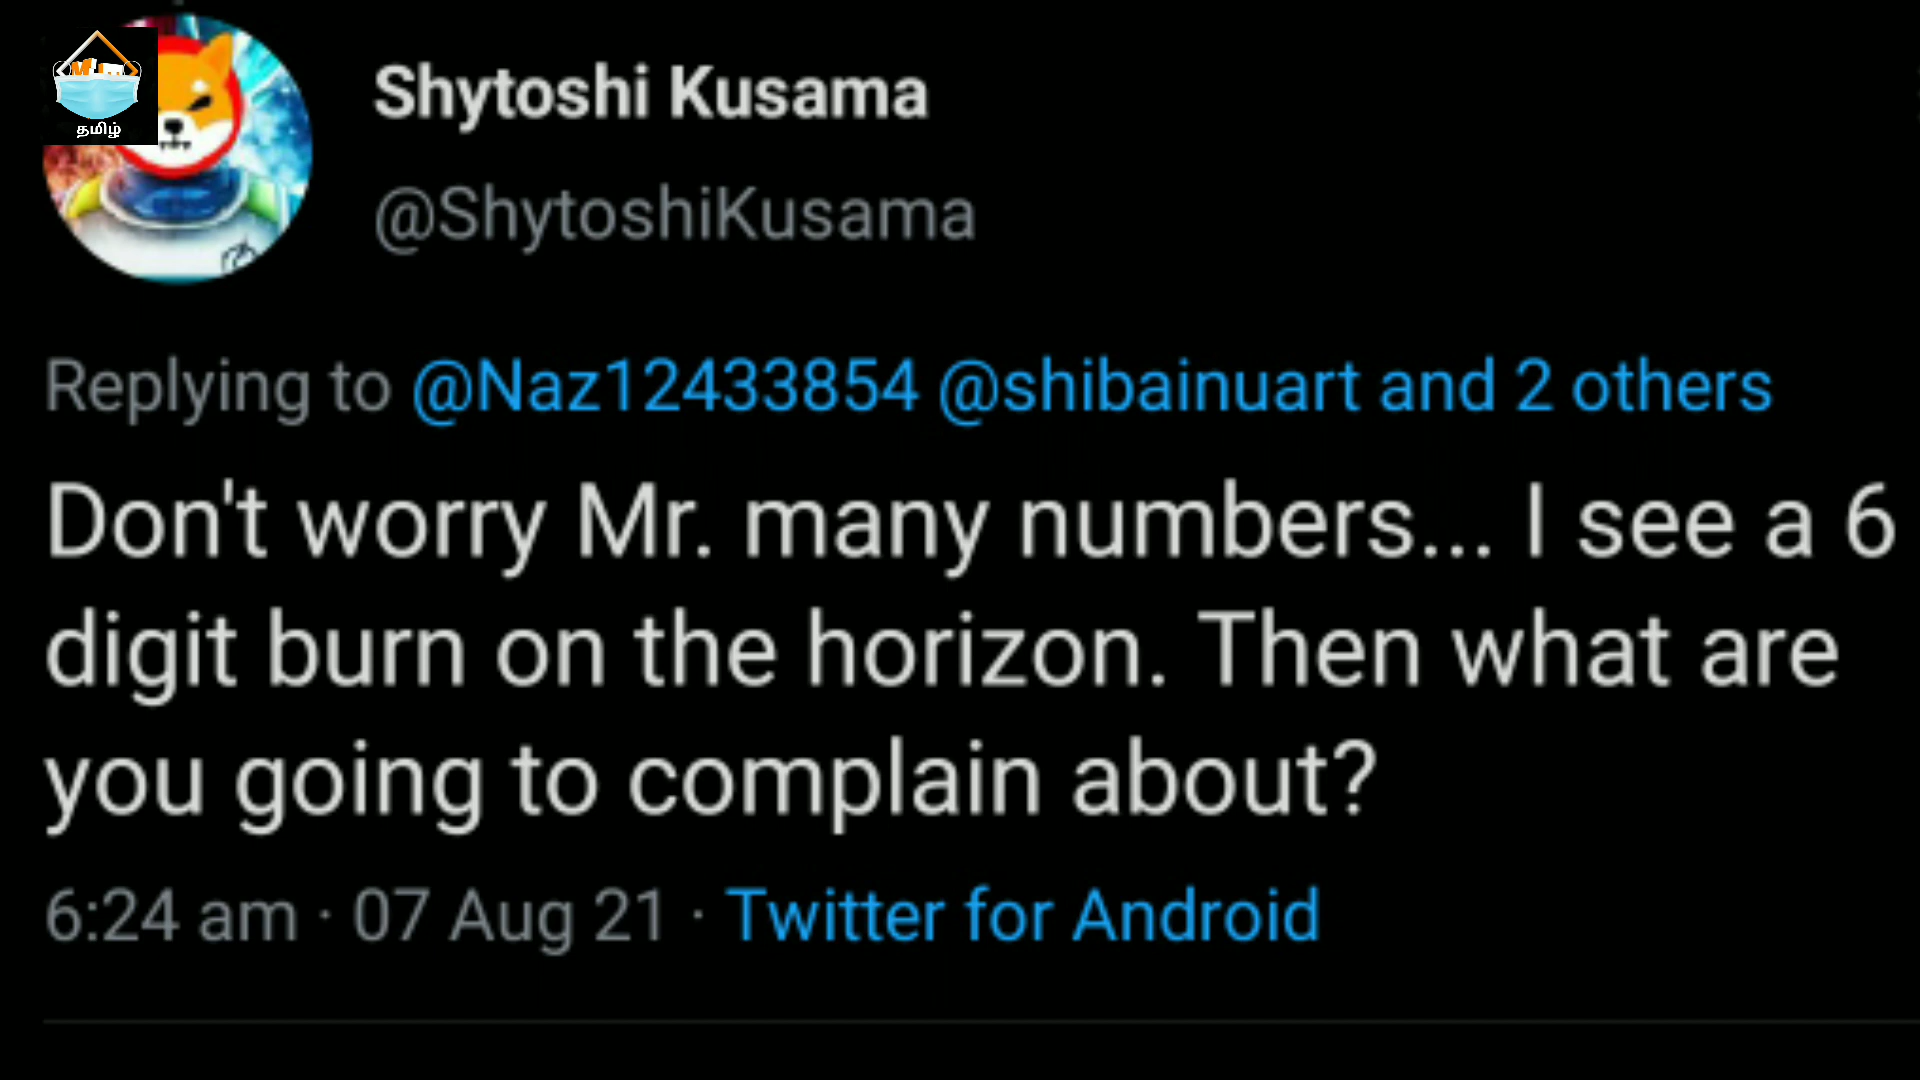 தமிழ்
Shytoshi Kusama
@ShytoshiKusama
Replying to @Naz12433854 @shibainuart and 2 others
Don't worry Mr. many numbers... I see a 6
digit burn on the horizon. Then what are
you going to complain about?
6:24 am · 07 Aug 21 · Twitter for Android